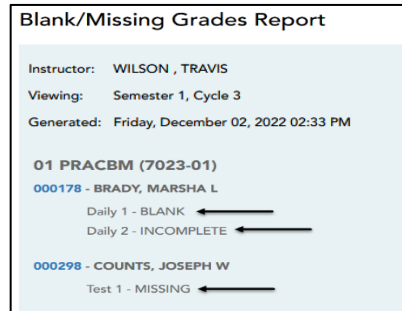 Blank/Missing Grades Report
Instructor: WILSON , TRAVIS
Viewing: Semester 1, Cycle 3
Generated: Friday, December 02, 2022 02:33 PM
01 PRACBM (7023-01)
000178 - BRADY, MARSHA L
Daily 1 - BLANK
Daily 2 - INCOMPLETE
000298 - COUNTS, JOSEPH W
Test 1 - MISSING